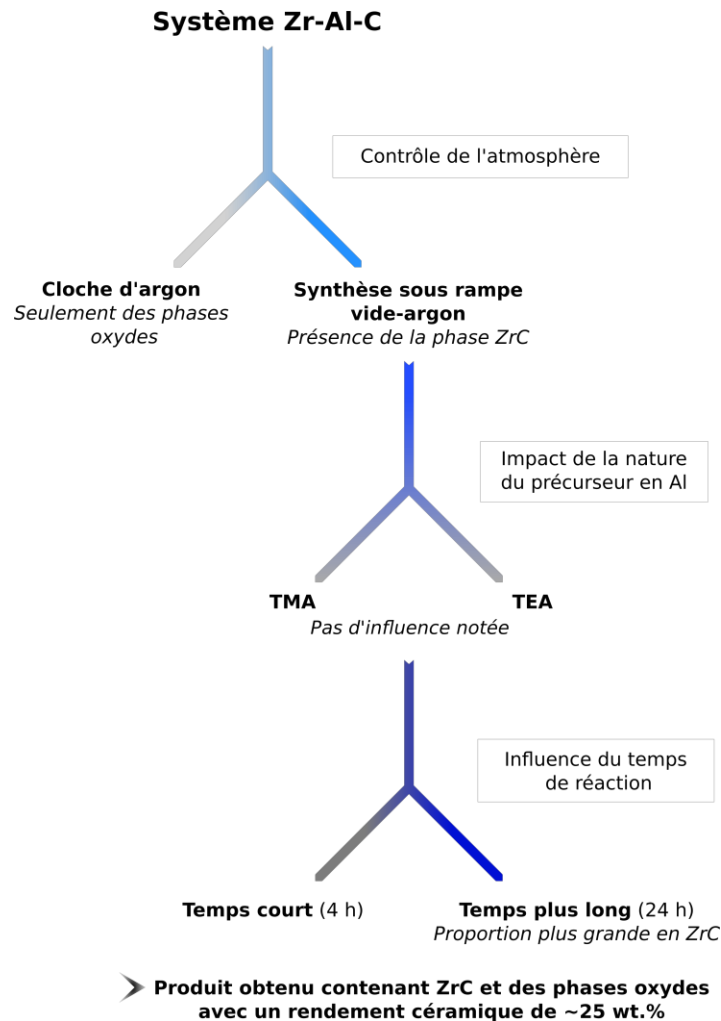 Système Zr-Al-C
Contrôle de l'atmosphère
Cloche d'argon
Seulement des phases
oxydes
Synthèse sous rampe
vide-argon
Présence de la phase ZrC
Impact de la nature
du précurseur en Al
TMA
TEA
Pas d'influence notée
Influence du temps
de réaction
Temps court (4 h)
Temps plus long (24 h)
Proportion plus grande en ZrC
Produit obtenu contenant ZrC et des phases oxydes
avec un rendement céramique de ~25 wt.%